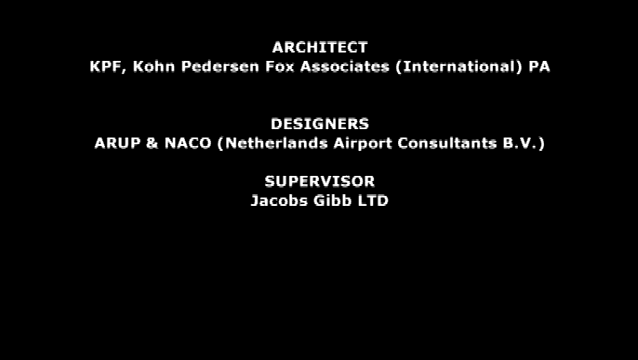 ARCHITECT
KPF, Kohn Pedersen Fox Associates (International) PA
DESIGNERS
ARUP & NACO (Netherlands Airport Consultants B.V.)
SUPERVISOR
Jacobs Gibb LTD